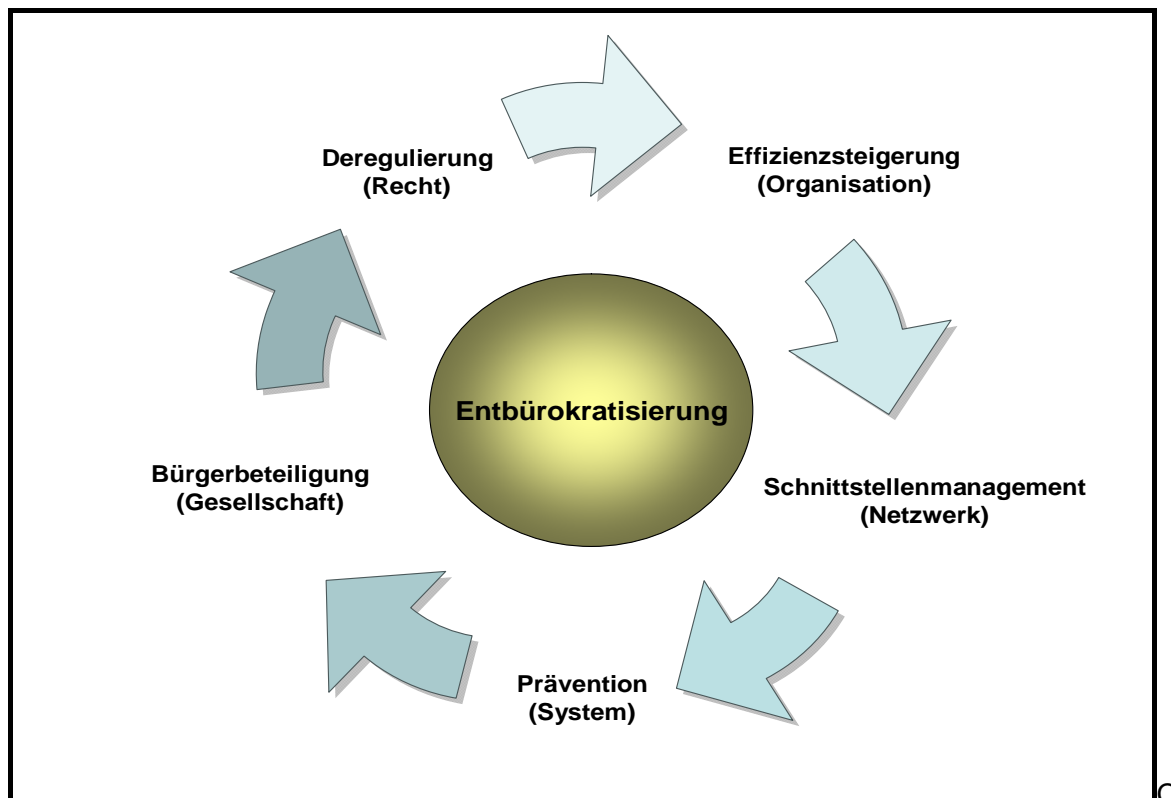 Deregulierung
(Recht)
Effizienzsteigerung
(Organisation)
Entbürokratisierung
Bürgerbeteiligung
(Gesellschaft)
Schnittstellenmanagement
(Netzwerk)
Prävention
(System)